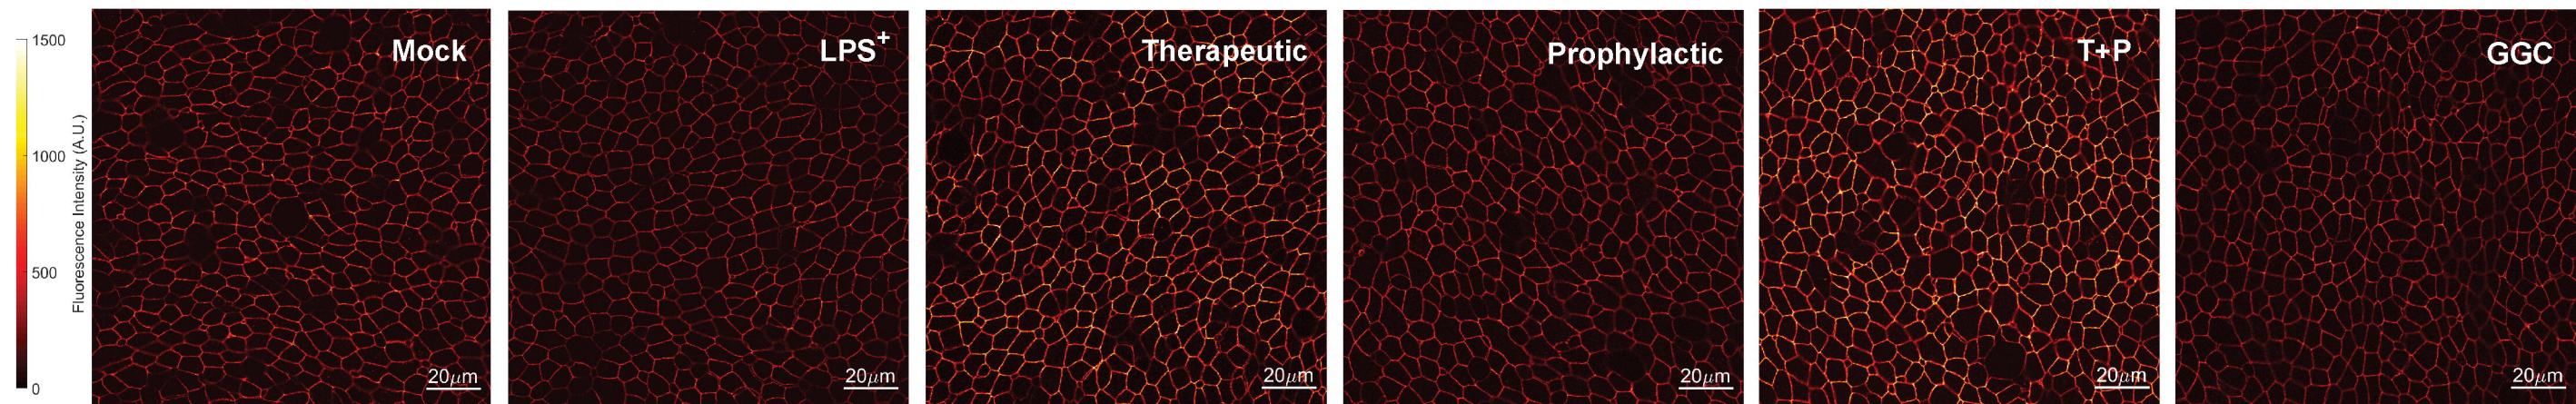 1500
1000
500
0
Fluorescence Intensity (A.U.)
Mock
20μm
LPS+
20μm
Therapeutic
20μm
Prophylactic
20μm
T+P
20μm
GGC
20μm